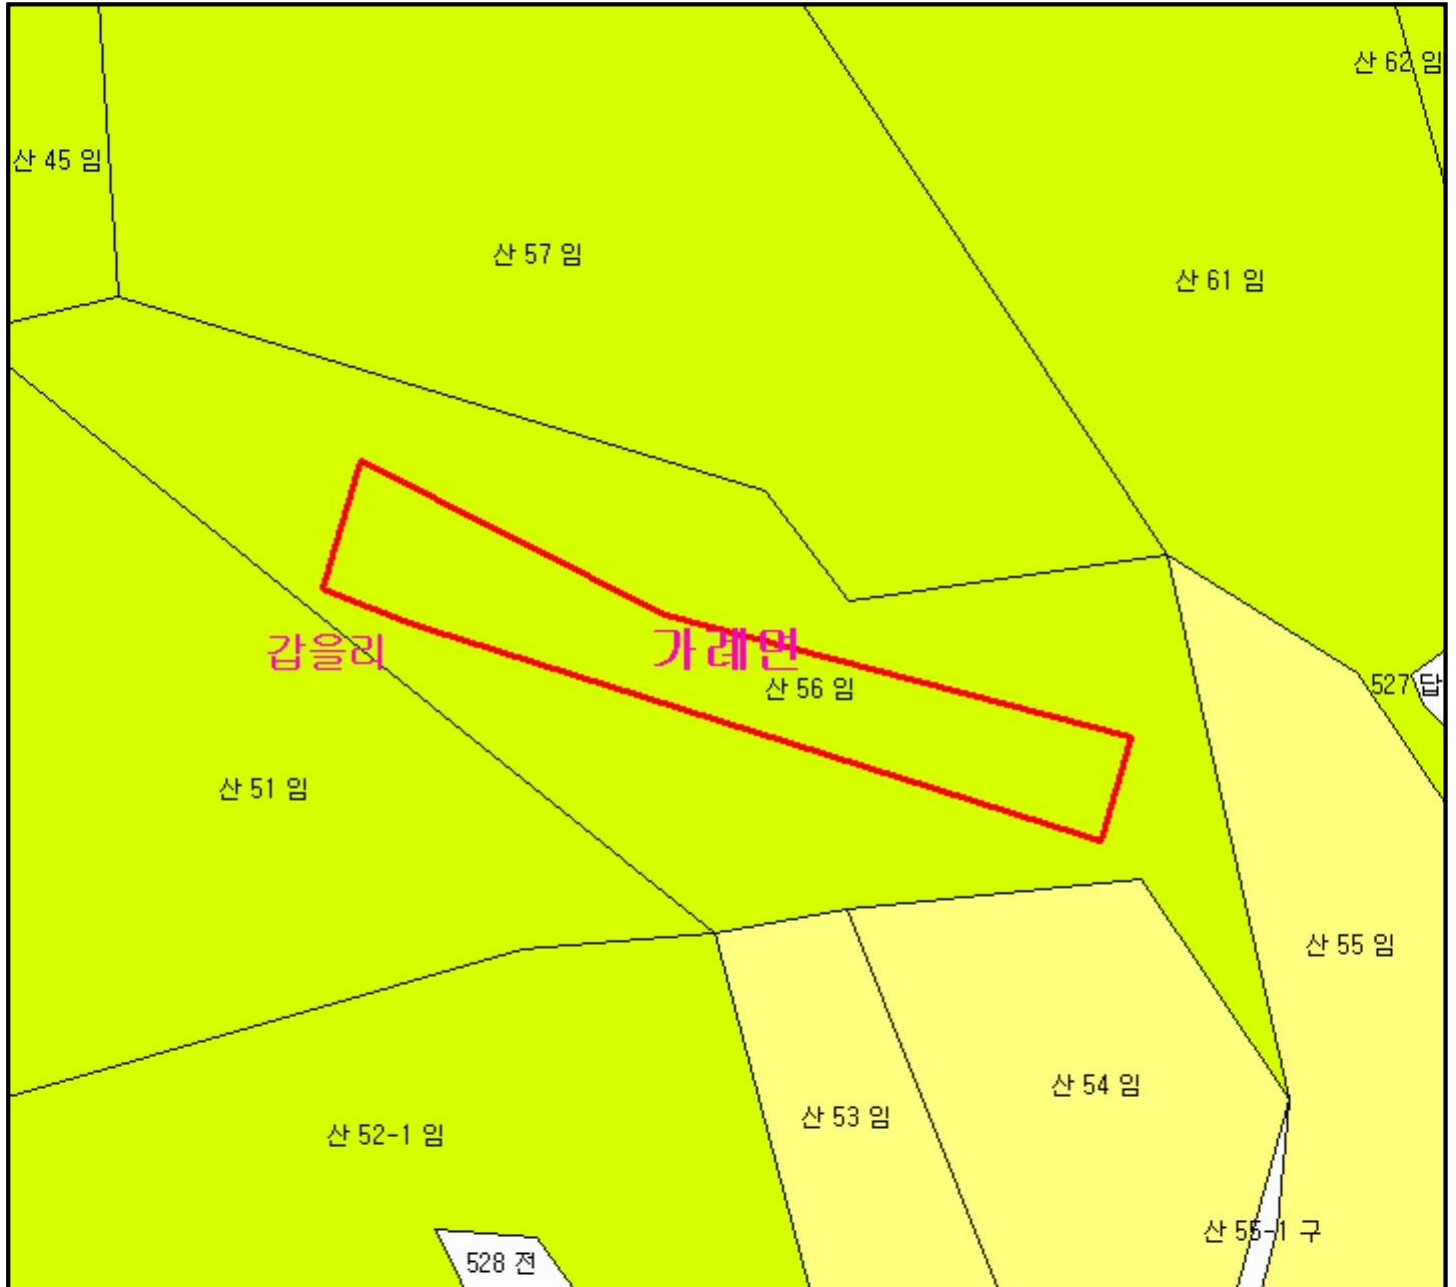 산 62 임
산 45 임
산 57 임
산 61 임
갑을리
가례면
산 56 임
527 답
산 51 임
산 55 임
산 54 임
산 53 임
산 52-1 임
산 55-1 구
528 전